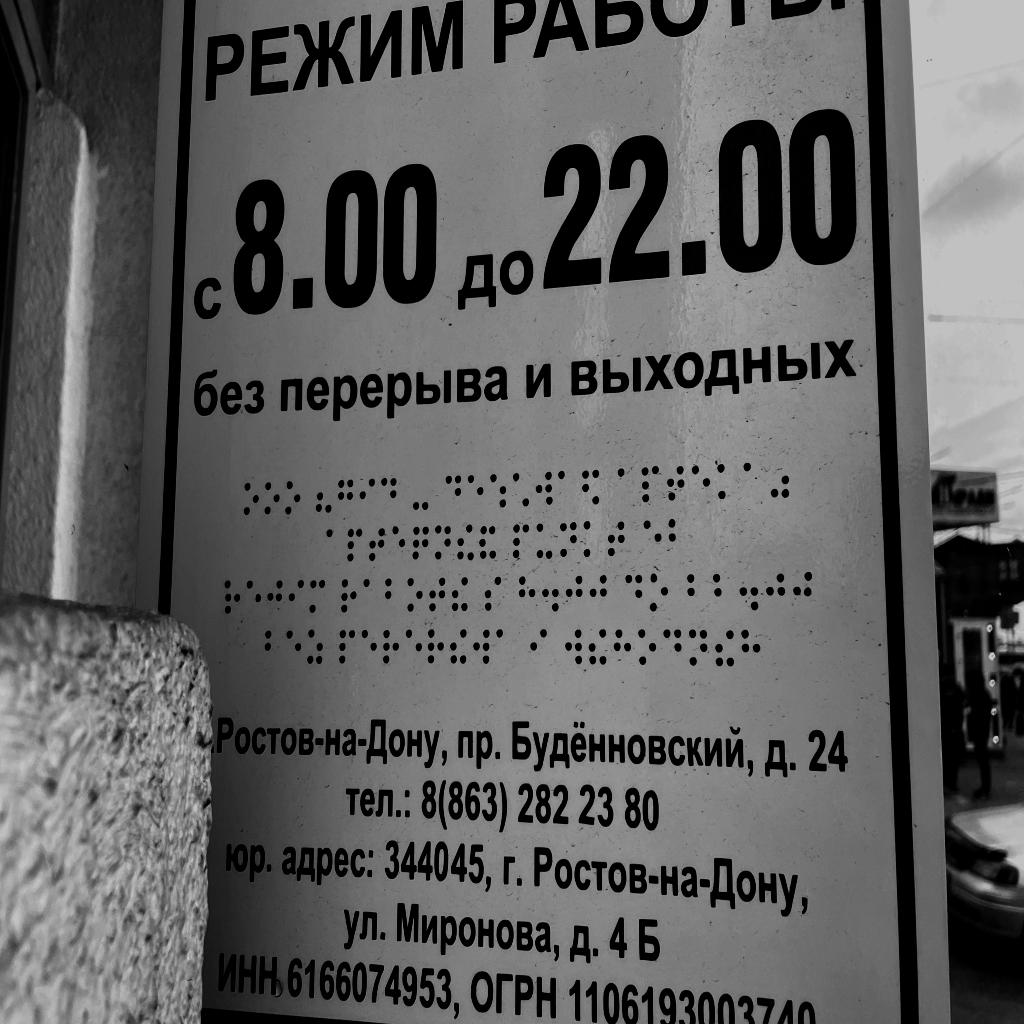 РЕЖИМ РАБОТЫ
с 8.00 до 22.00
без перерыва и выходных
.Ростов-на-Дону, пр. Будённовский, д. 24
тел.: 8(863) 282 23 80
юр. адрес: 344045, г. Ростов-на-Дону,
ул. Миронова, д. 4 Б
ИНН 6166074953, ОГРН 1106193003740